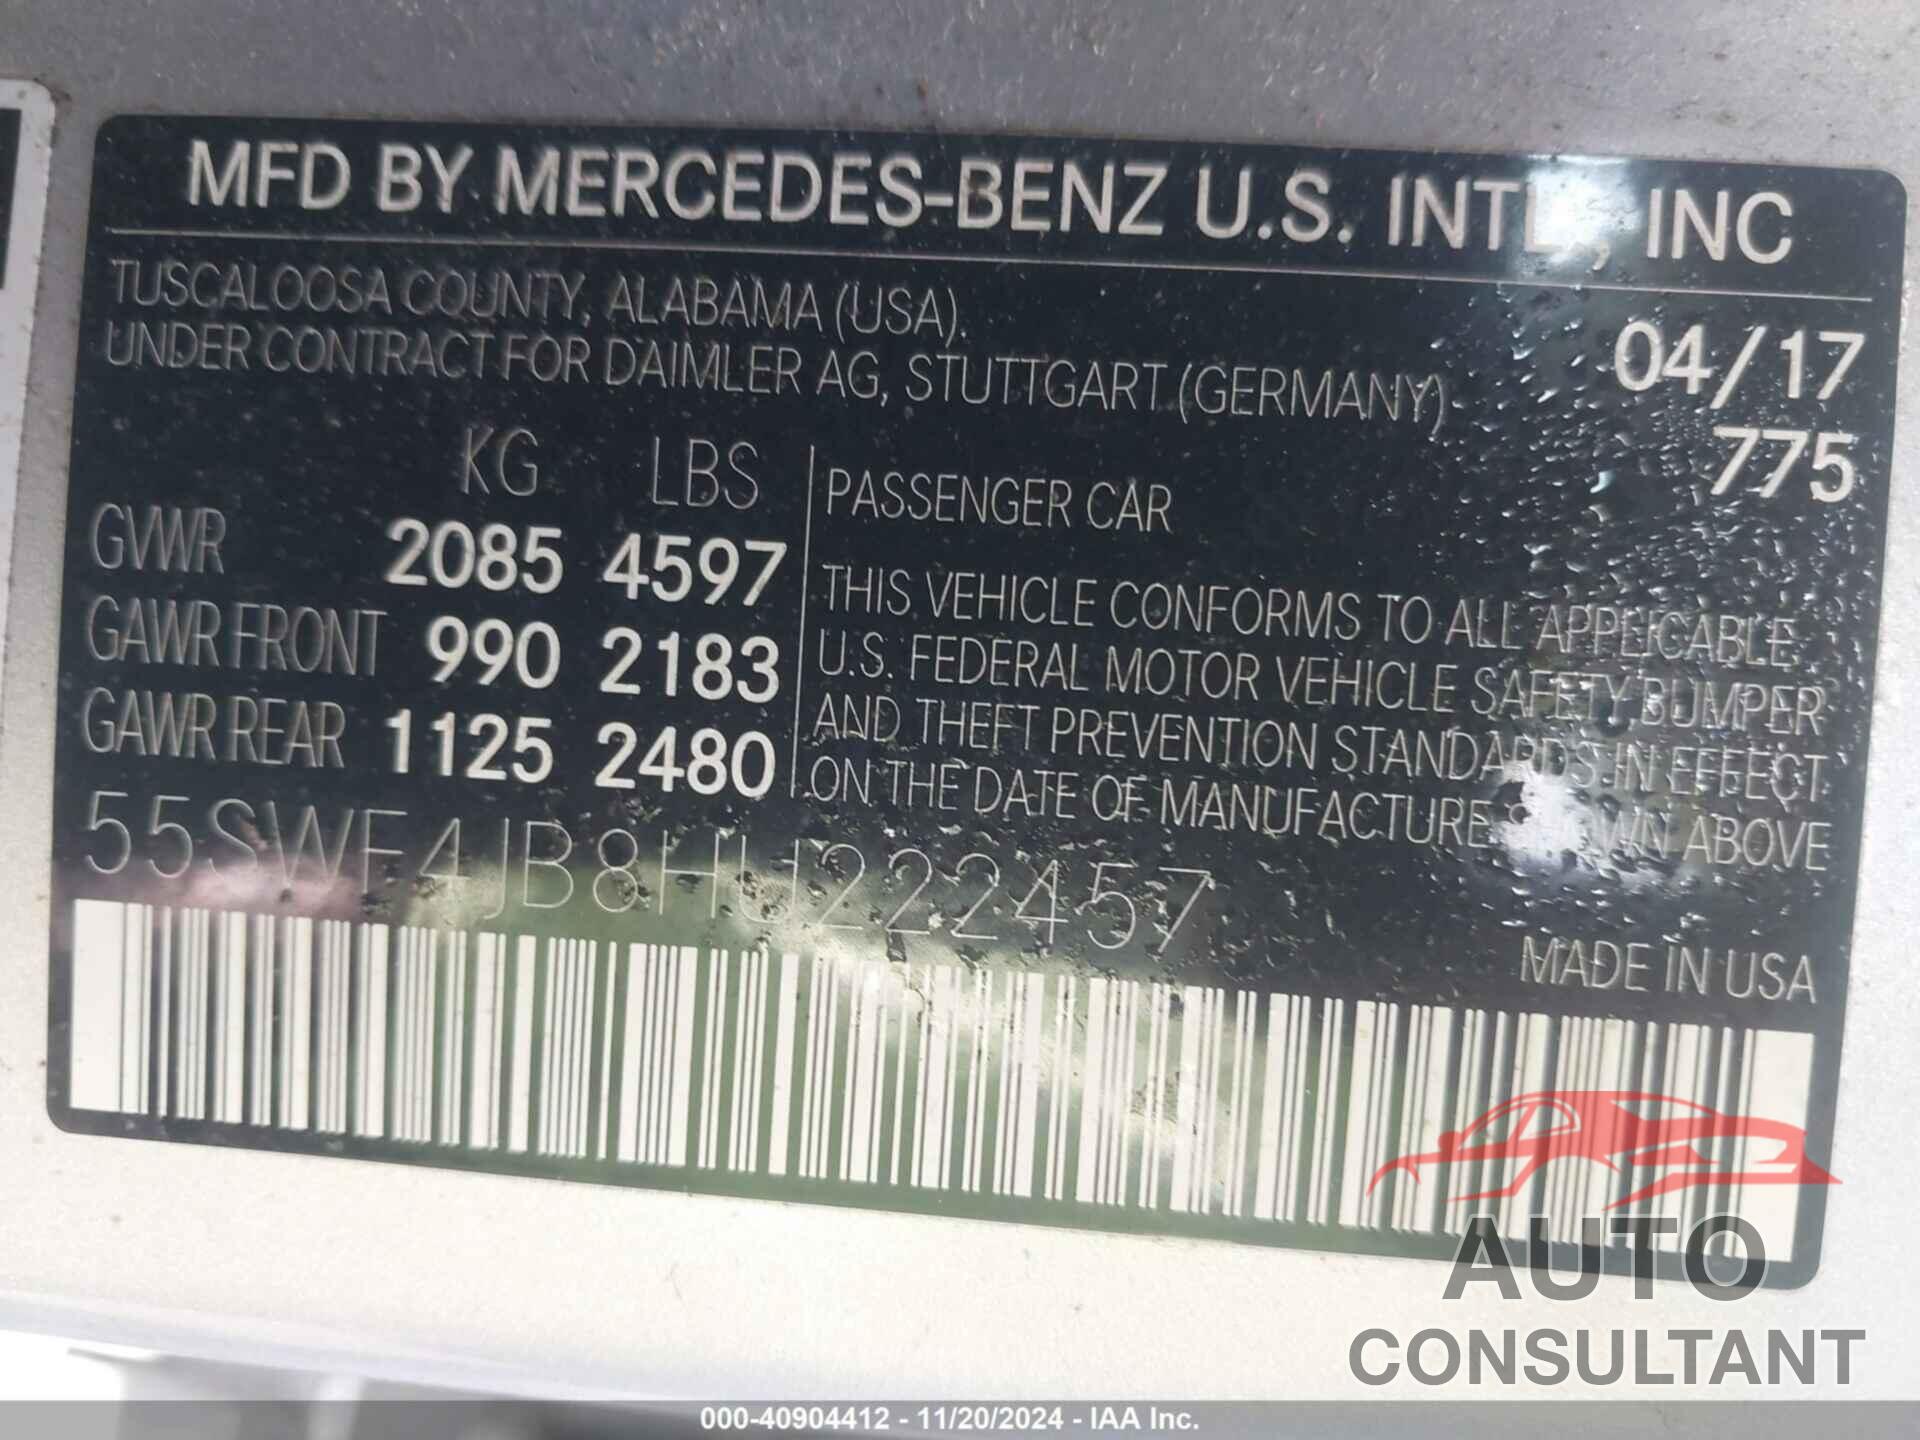 MFD BY MERCEDES-BENZ U.S. INTL., INC
TUSCALOOSA COUNTY, ALABAMA (USA).
UNDER CONTRACT FOR DAIMLER AG, STUTTGART (GERMANY)
04/17
775
KG LBS
GVWR 2085 4597
GAWR FRONT 990 2183
GAWR REAR 1125 2480
PASSENGER CAR
THIS VEHICLE CONFORMS TO ALL APPLICABLE
U.S. FEDERAL MOTOR VEHICLE SAFETY, BUMPER
AND THEFT PREVENTION STANDARDS IN EFFECT
ON THE DATE OF MANUFACTURE SHOWN ABOVE
55SWF4JB8HU222457
MADE IN USA
AUTO
CONSULTANT
000-40904412 - 11/20/2024 - IAA Inc.